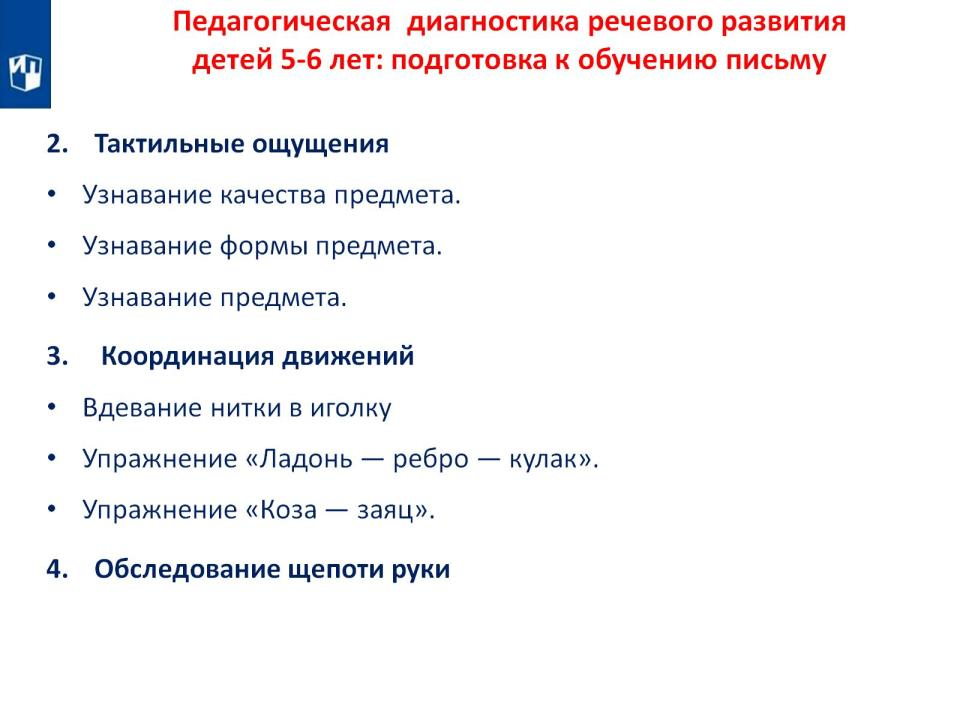 Педагогическая диагностика речевого развития
детей 5-6 лет: подготовка к обучению письму
2. Тактильные ощущения
• Узнавание качества предмета.
• Узнавание формы предмета.
• Узнавание предмета.
3. Координация движений
• Вдевание нитки в иголку
• Упражнение «Ладонь — ребро — кулак».
• Упражнение «Коза — заяц».
4. Обследование щепоти руки